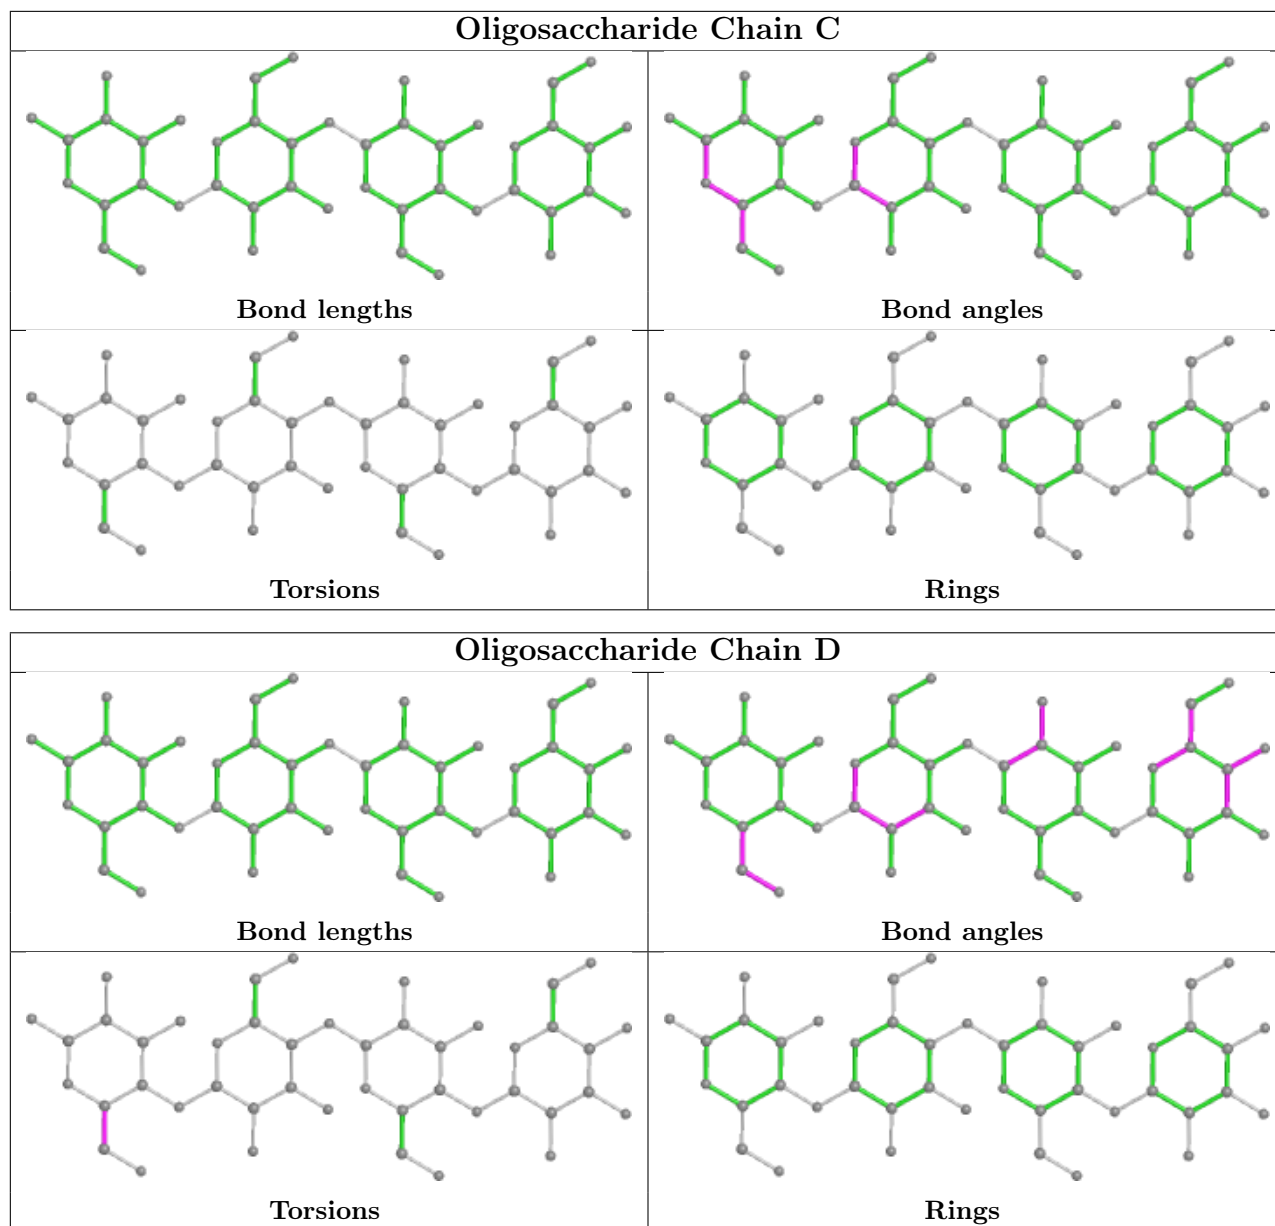 Oligosaccharide Chain C
Bond lengths
Bond angles
Torsions
Rings
Oligosaccharide Chain D
Bond lengths
Bond angles
Torsions
Rings